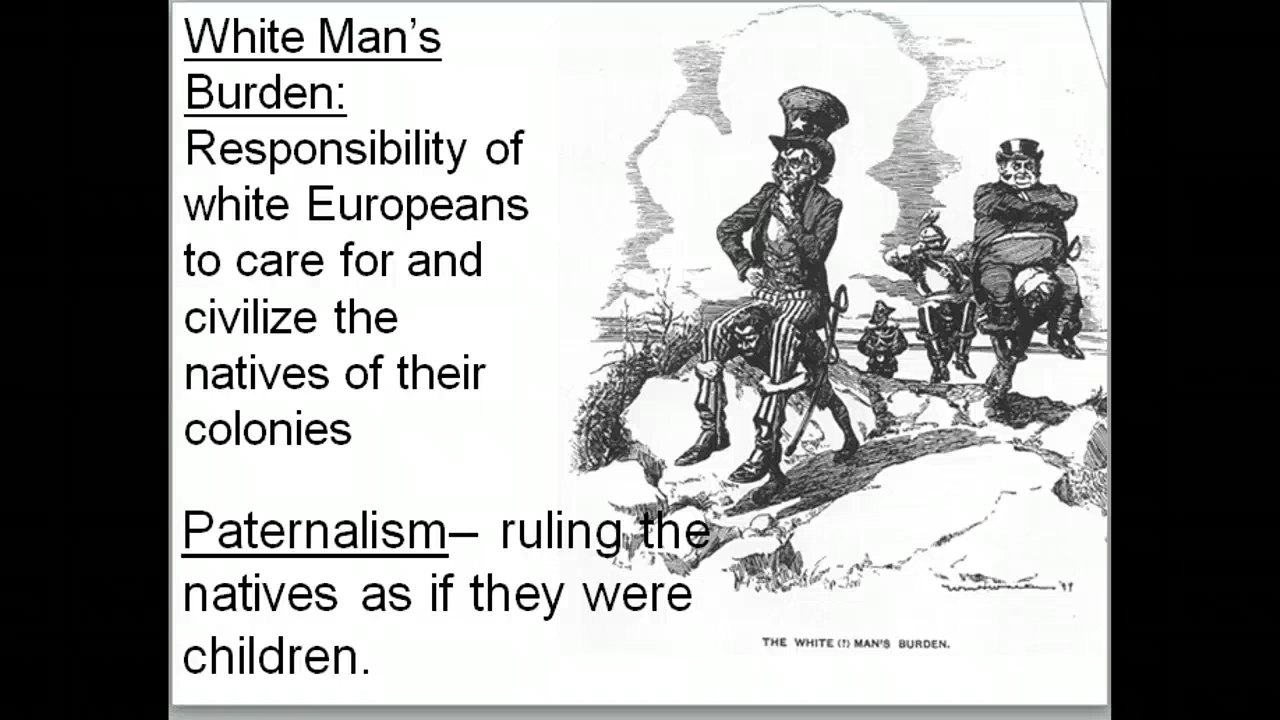 White Man's
Burden:
Responsibility of
white Europeans
to care for and
civilize the
natives of their
colonies
Paternalism– ruling the
natives as if they were
children.
THE WHITE (?) MAN'S BURDEN.